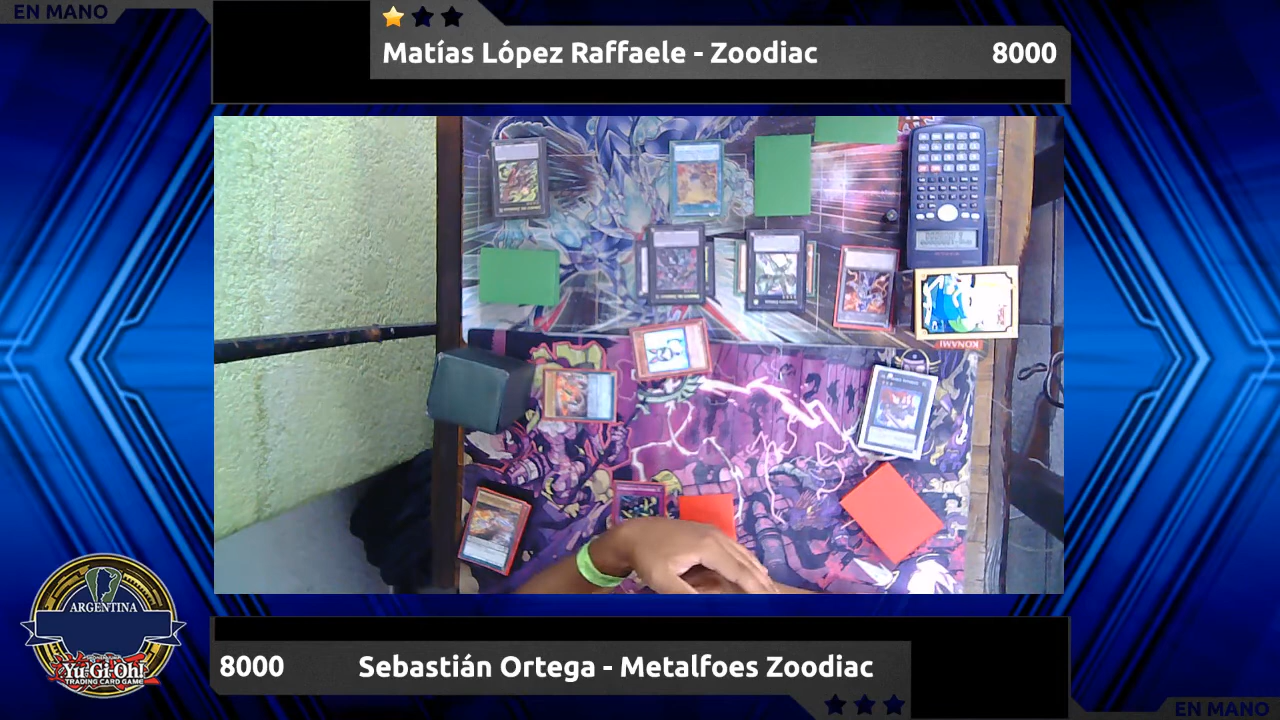 EN MANO
Matías López Raffaele - Zoodiac
8000
KONAMI
ARGENTINA
Yu-Gi-Oh!
TRADING CARD GAME
8000
Sebastián Ortega - Metalfoes Zoodiac
EN MANO